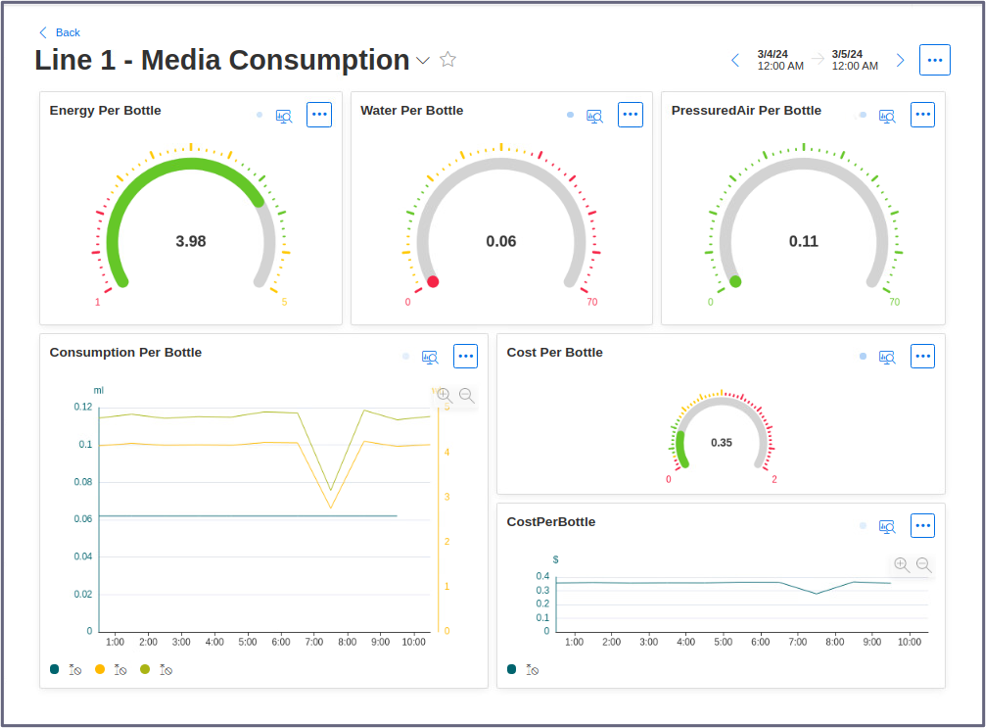 Back
Line 1 - Media Consumption
3/4/24
12:00 AM
3/5/24
12:00 AM
Energy Per Bottle
3.98
1
5
Water Per Bottle
0.06
0
70
PressuredAir Per Bottle
0.11
0
70
Consumption Per Bottle
ml
0.12
0.1
0.08
0.06
0.04
0.02
0
5
4
3
2
1
0
1:00 2:00 3:00 4:00 5:00 6:00 7:00 8:00 9:00 10:00
Cost Per Bottle
0.35
0
2
CostPerBottle
$
0.4
0.3
0.2
0.1
0
1:00 2:00 3:00 4:00 5:00 6:00 7:00 8:00 9:00 10:00